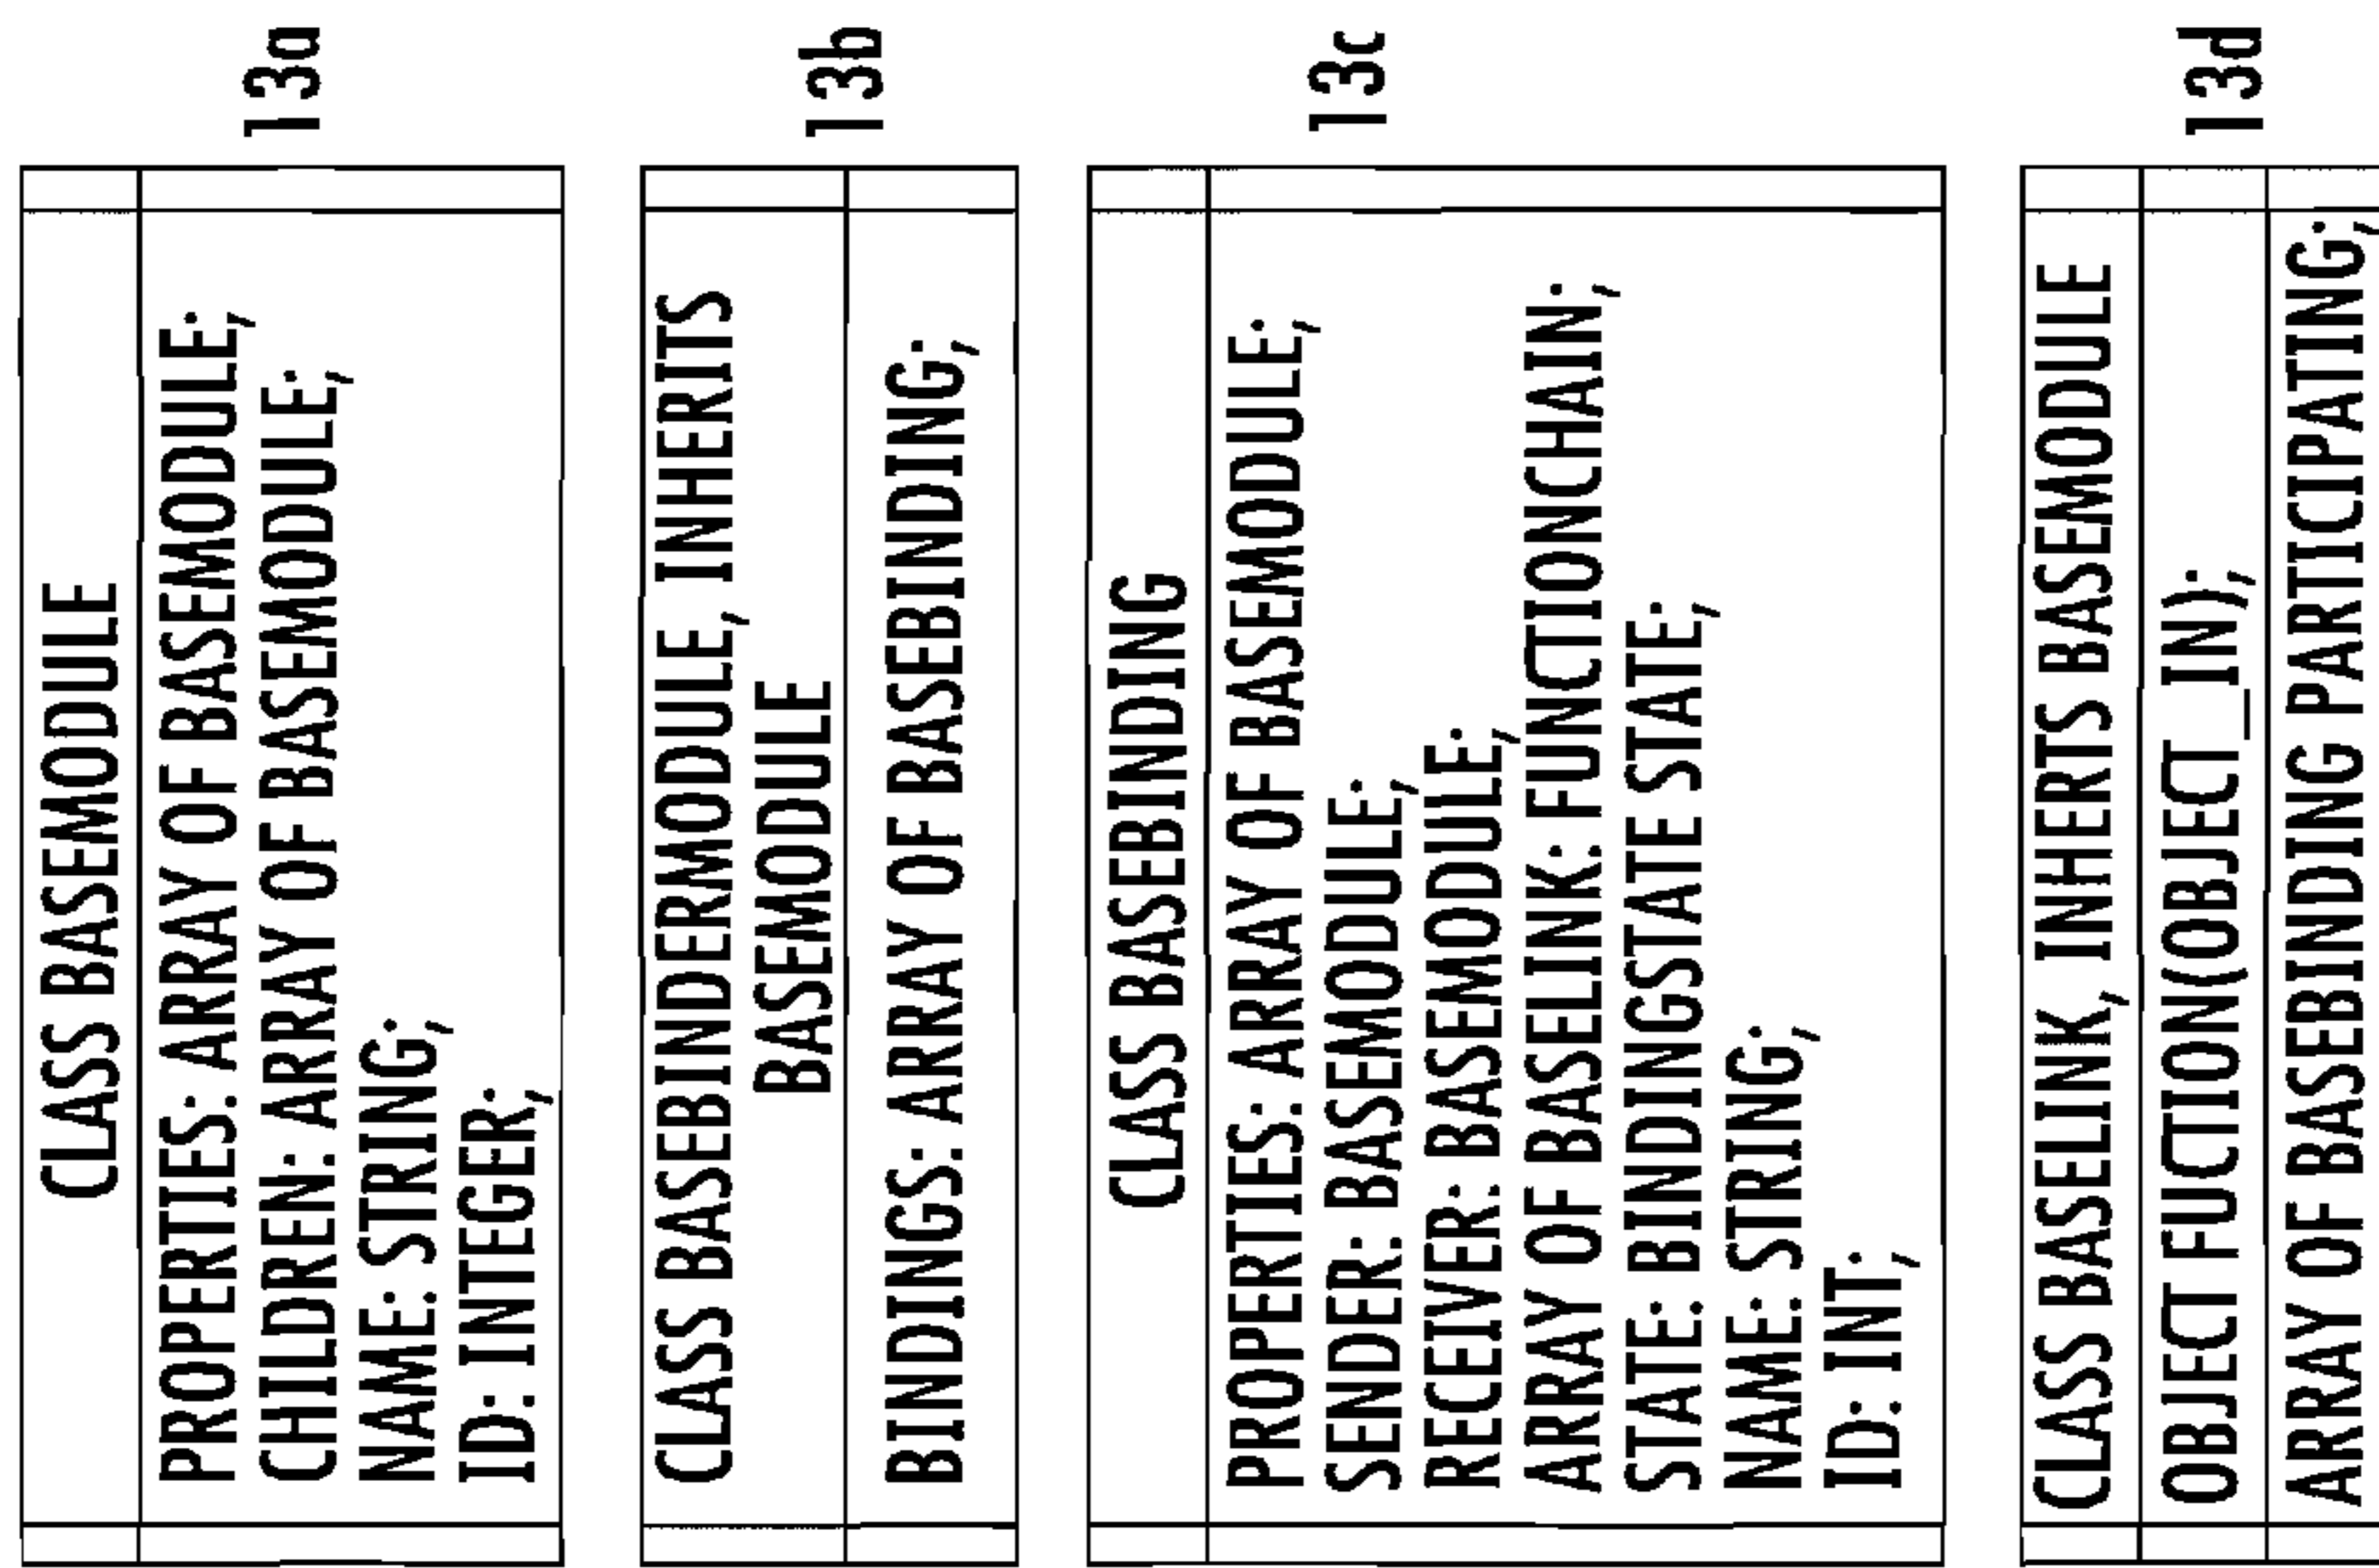 CLASS BASEMODULE
PROPERTIES: ARRAY OF BASEMODULE;
CHILDREN: ARRAY OF BASEMODULE;
NAME: STRING;
ID: INTEGER;
13a
CLASS BASEBINDERMODULE, INHERITS
BASEMODULE
BINDINGS: ARRAY OF BASEBINDING;
13b
CLASS BASEBINDING
PROPERTIES: ARRAY OF BASEMODULE;
SENDER: BASEMODULE;
RECEIVER: BASEMODULE;
ARRAY OF BASELINK: FUNCTIONCHAIN;
STATE: BINDINGSTATE STATE;
NAME: STRING;
ID: INT;
13c
CLASS BASELINK, INHERTS BASEMODULE
OBJECT FUCTION(OBJECT_IN);
ARRAY OF BASEBINDING PARTICIPATING;
13d